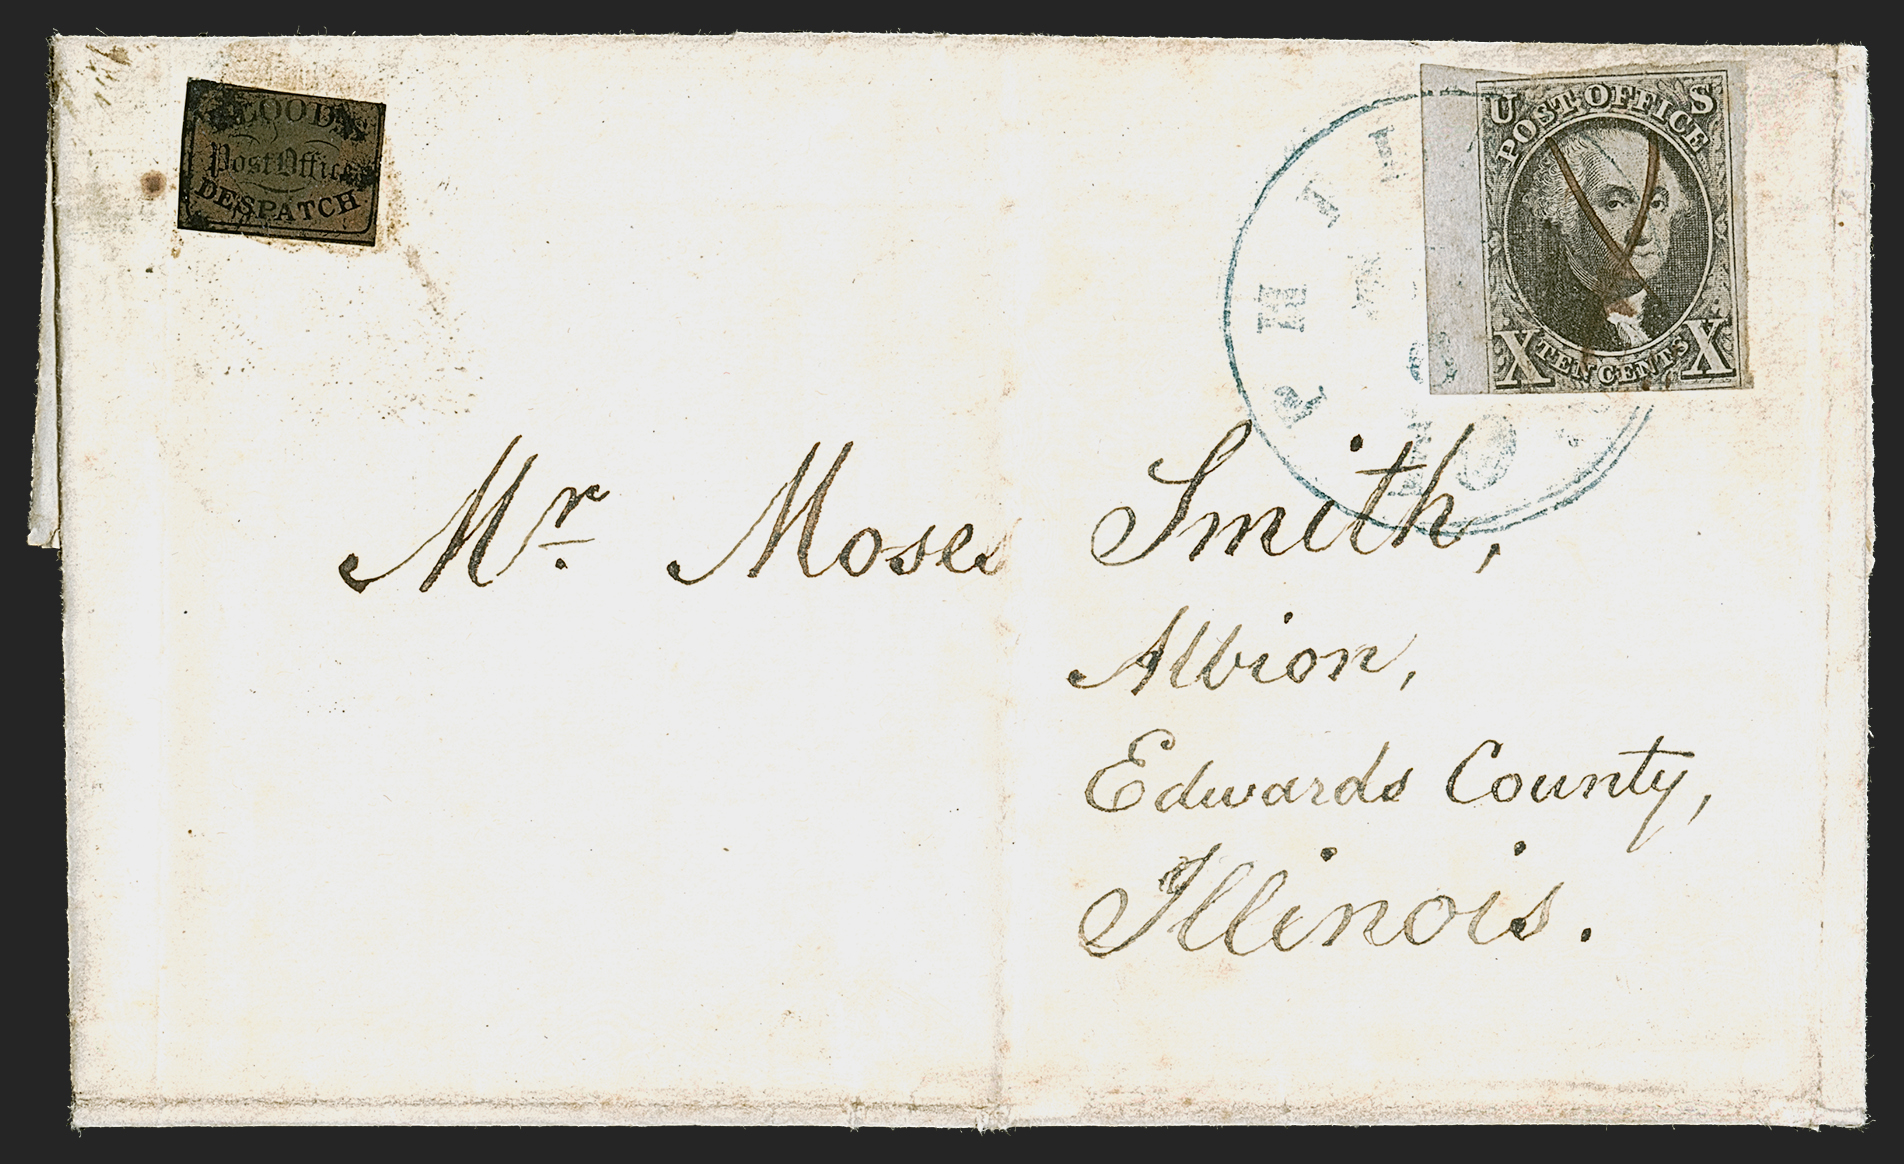 BLOOD'S
Post Office
DESPATCH
U S
POST OFFICE
X TEN CENTS X
Mr. Moses Smith,
Albion,
Edwards County,
Illinois.